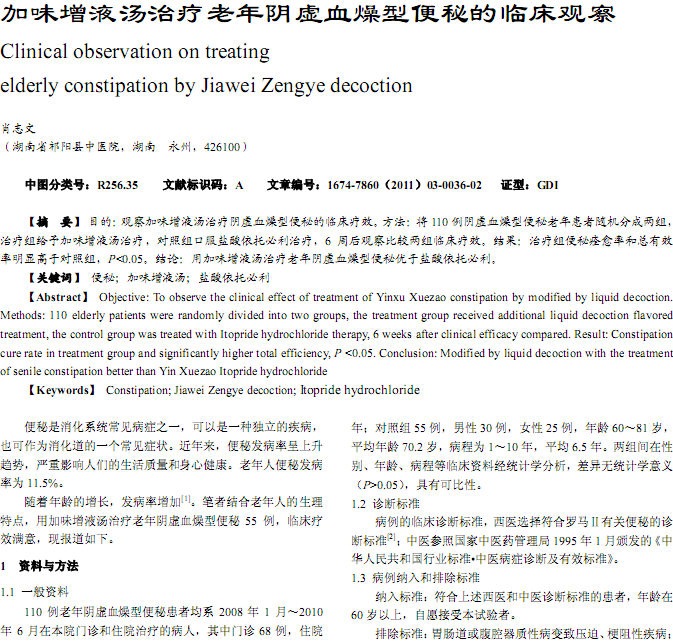 加味增液汤治疗老年阴虚血燥型便秘的临床观察
Clinical observation on treating
elderly constipation by Jiawei Zengye decoction
肖志文
（湖南省祁阳县中医院，湖南 永州，426100）
中图分类号：R256.35 文献标识码：A 文章编号：1674-7860（2011）03-0036-02 证型：GDI
【摘 要】目的：观察加味增液汤治疗阴虚血燥型便秘的临床疗效。方法：将 110 例阴虚血燥型便秘老年患者随机分成两组，
治疗组给予加味增液汤治疗，对照组口服盐酸依托必利治疗，6 周后观察比较两组临床疗效。结果：治疗组便秘痊愈率和总有效
率明显高于对照组，P<0.05。结论：用加味增液汤治疗老年阴虚血燥型便秘优于盐酸依托必利。
【关键词】便秘；加味增液汤；盐酸依托必利
【Abstract】 Objective: To observe the clinical effect of treatment of Yinxu Xuezao constipation by modified by liquid decoction.
Methods: 110 elderly patients were randomly divided into two groups, the treatment group received additional liquid decoction flavored
treatment, the control group was treated with Itopride hydrochloride therapy, 6 weeks after clinical efficacy compared. Result: Constipation
cure rate in treatment group and significantly higher total efficiency, P <0.05. Conclusion: Modified by liquid decoction with the treatment
of senile constipation better than Yin Xuezao Itopride hydrochloride
【Keywords】 Constipation; Jiawei Zengye decoction; Itopride hydrochloride
便秘是消化系统常见病症之一，可以是一种独立的疾病，
也可作为消化道的一个常见症状。近年来，便秘发病率呈上升
趋势，严重影响人们的生活质量和身心健康。老年人便秘发病
率为 11.5%。
随着年龄的增长，发病率增加[1]。笔者结合老年人的生理
特点，用加味增液汤治疗老年阴虚血燥型便秘 55 例，临床疗
效满意，现报道如下。
1 资料与方法
1.1 一般资料
110 例老年阴虚血燥型便秘患者均系 2008 年 1 月～2010
年 6 月在本院门诊和住院治疗的病人，其中门诊 68 例，住院
年；对照组 55 例，男性 30 例，女性 25 例，年龄 60～81 岁，
平均年龄 70.2 岁，病程为 1～10 年，平均 6.5 年。两组间在性
别、年龄、病程等临床资料经统计学分析，差异无统计学意义
（P>0.05），具有可比性。
1.2 诊断标准
病例的临床诊断标准，西医选择符合罗马Ⅱ有关便秘的诊
断标准[2]；中医参照国家中医药管理局 1995 年 1 月颁发的《中
华人民共和国行业标准•中医病症诊断及有效标准》。
1.3 病例纳入和排除标准
纳入标准：符合上述西医和中医诊断标准的患者，年龄在
60 岁以上，自愿接受本试验者。
排除标准：胃肠道或腹腔器质性病变致压迫、梗阻性疾病；